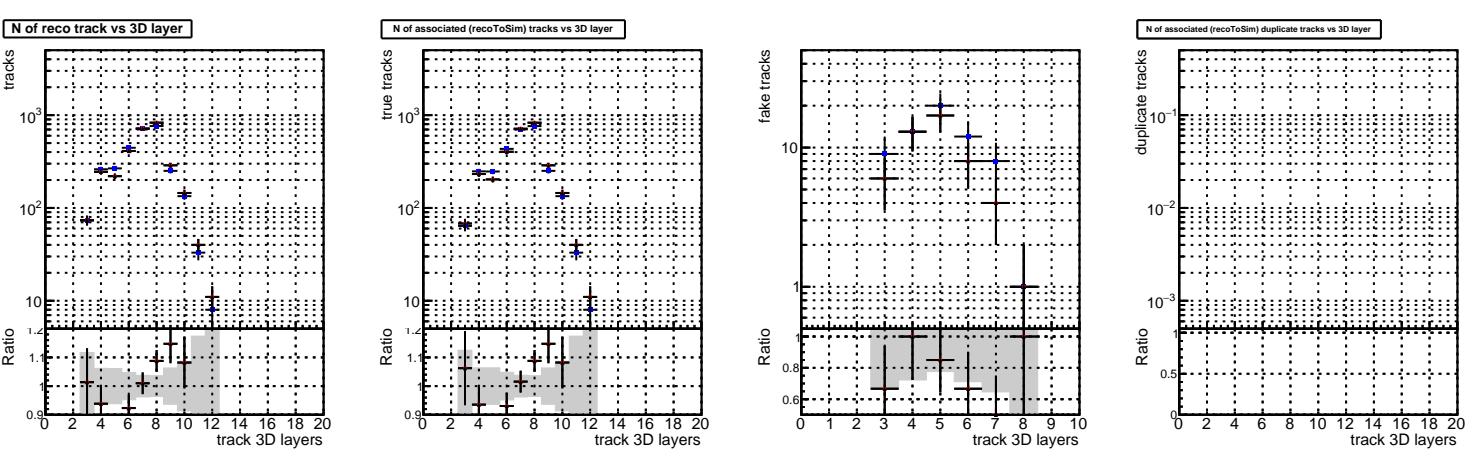 N of reco track vs 3D layer
tracks
10³
10²
10
Ratio
1.2
1.1
1
0.9
0 2 4 6 8 10 12 14 16 18 20
track 3D layers
N of associated (recoToSim) tracks vs 3D layer
true tracks
10³
10²
10
Ratio
1.2
1.1
1
0.9
0 2 4 6 8 10 12 14 16 18 20
track 3D layers
fake tracks
10
1
Ratio
1
0.8
0.6
0 1 2 3 4 5 6 7 8 9 10
track 3D layers
N of associated (recoToSim) duplicate tracks vs 3D layer
duplicate tracks
10⁻¹
10⁻²
10⁻³
Ratio
1
0.5
0
0 2 4 6 8 10 12 14 16 18 20
track 3D layers